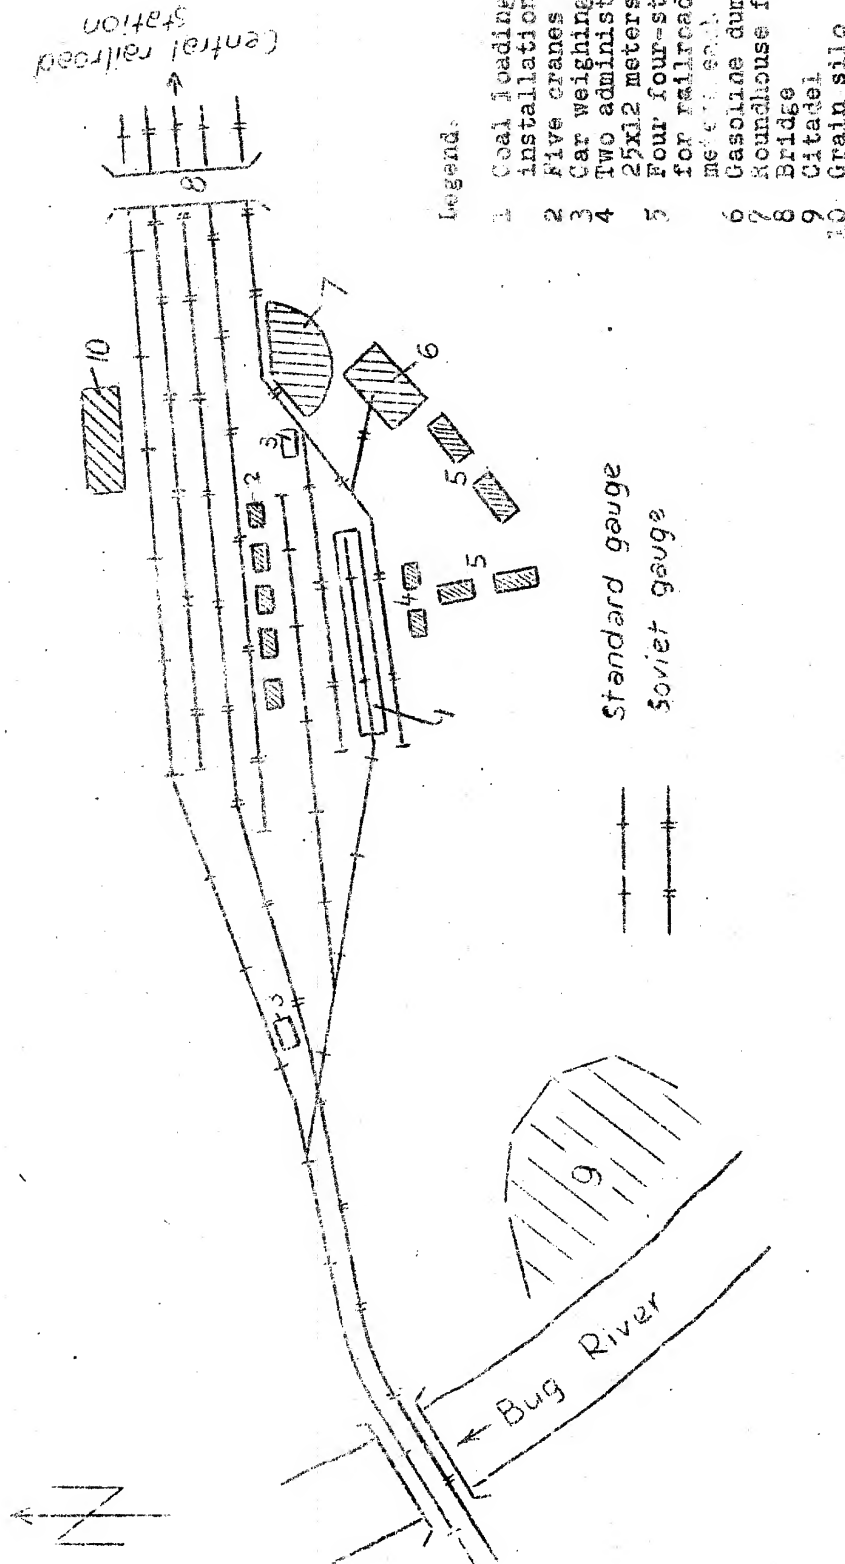 Central railroad
station
8
10
7
6
3
2
5
4
5
1
3
9
Bug River
N
Standard gauge
Soviet gauge
Legend:
1 Coal loading
installation
2 Five cranes
3 Car weighing
4 Two administ
25x12 meters
5 Four four-st
for railroad
6 Gasoline dum
7 Roundhouse f
8 Bridge
9 Citadel
10 Grain silo